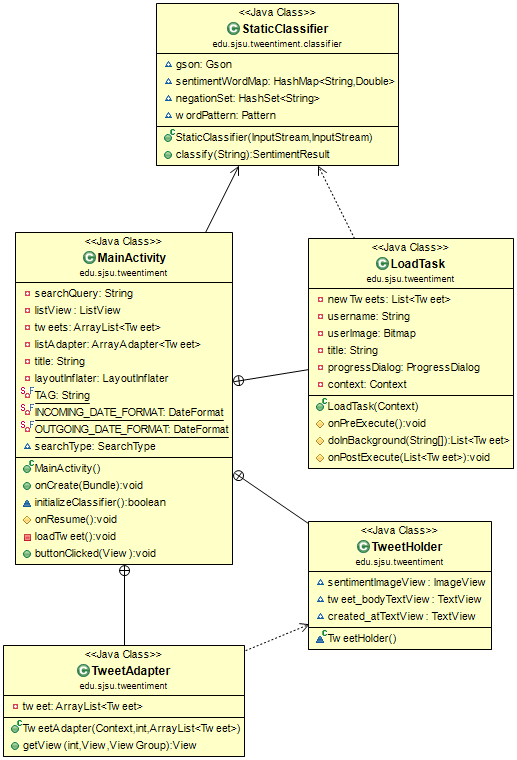 <<Java Class>>
StaticClassifier
edu.sjsu.tweentiment.classifier
gson: Gson
sentimentWordMap: HashMap<String,Double>
negationSet: HashSet<String>
wordPattern: Pattern
StaticClassifier(InputStream,InputStream)
classify(String):SentimentResult
<<Java Class>>
MainActivity
edu.sjsu.tweentiment
searchQuery: String
listView: ListView
tweets: ArrayList<Tweet>
listAdapter: ArrayAdapter<Tweet>
title: String
layoutInflater: LayoutInflater
TAG: String
INCOMING_DATE_FORMAT: DateFormat
OUTGOING_DATE_FORMAT: DateFormat
searchType: SearchType
MainActivity()
onCreate(Bundle):void
initializeClassifier():boolean
onResume():void
loadTweet():void
buttonClicked(View):void
<<Java Class>>
LoadTask
edu.sjsu.tweentiment
newTweets: List<Tweet>
username: String
userImage: Bitmap
title: String
progressDialog: ProgressDialog
context: Context
LoadTask(Context)
onPreExecute():void
doInBackground(String[]):List<Tweet>
onPostExecute(List<Tweet>):void
<<Java Class>>
TweetHolder
edu.sjsu.tweentiment
sentimentImageView: ImageView
tweet_bodyTextView: TextView
created_atTextView: TextView
TweetHolder()
<<Java Class>>
TweetAdapter
edu.sjsu.tweentiment
tweet: ArrayList<Tweet>
TweetAdapter(Context,int,ArrayList<Tweet>)
getView(int,View,ViewGroup):View